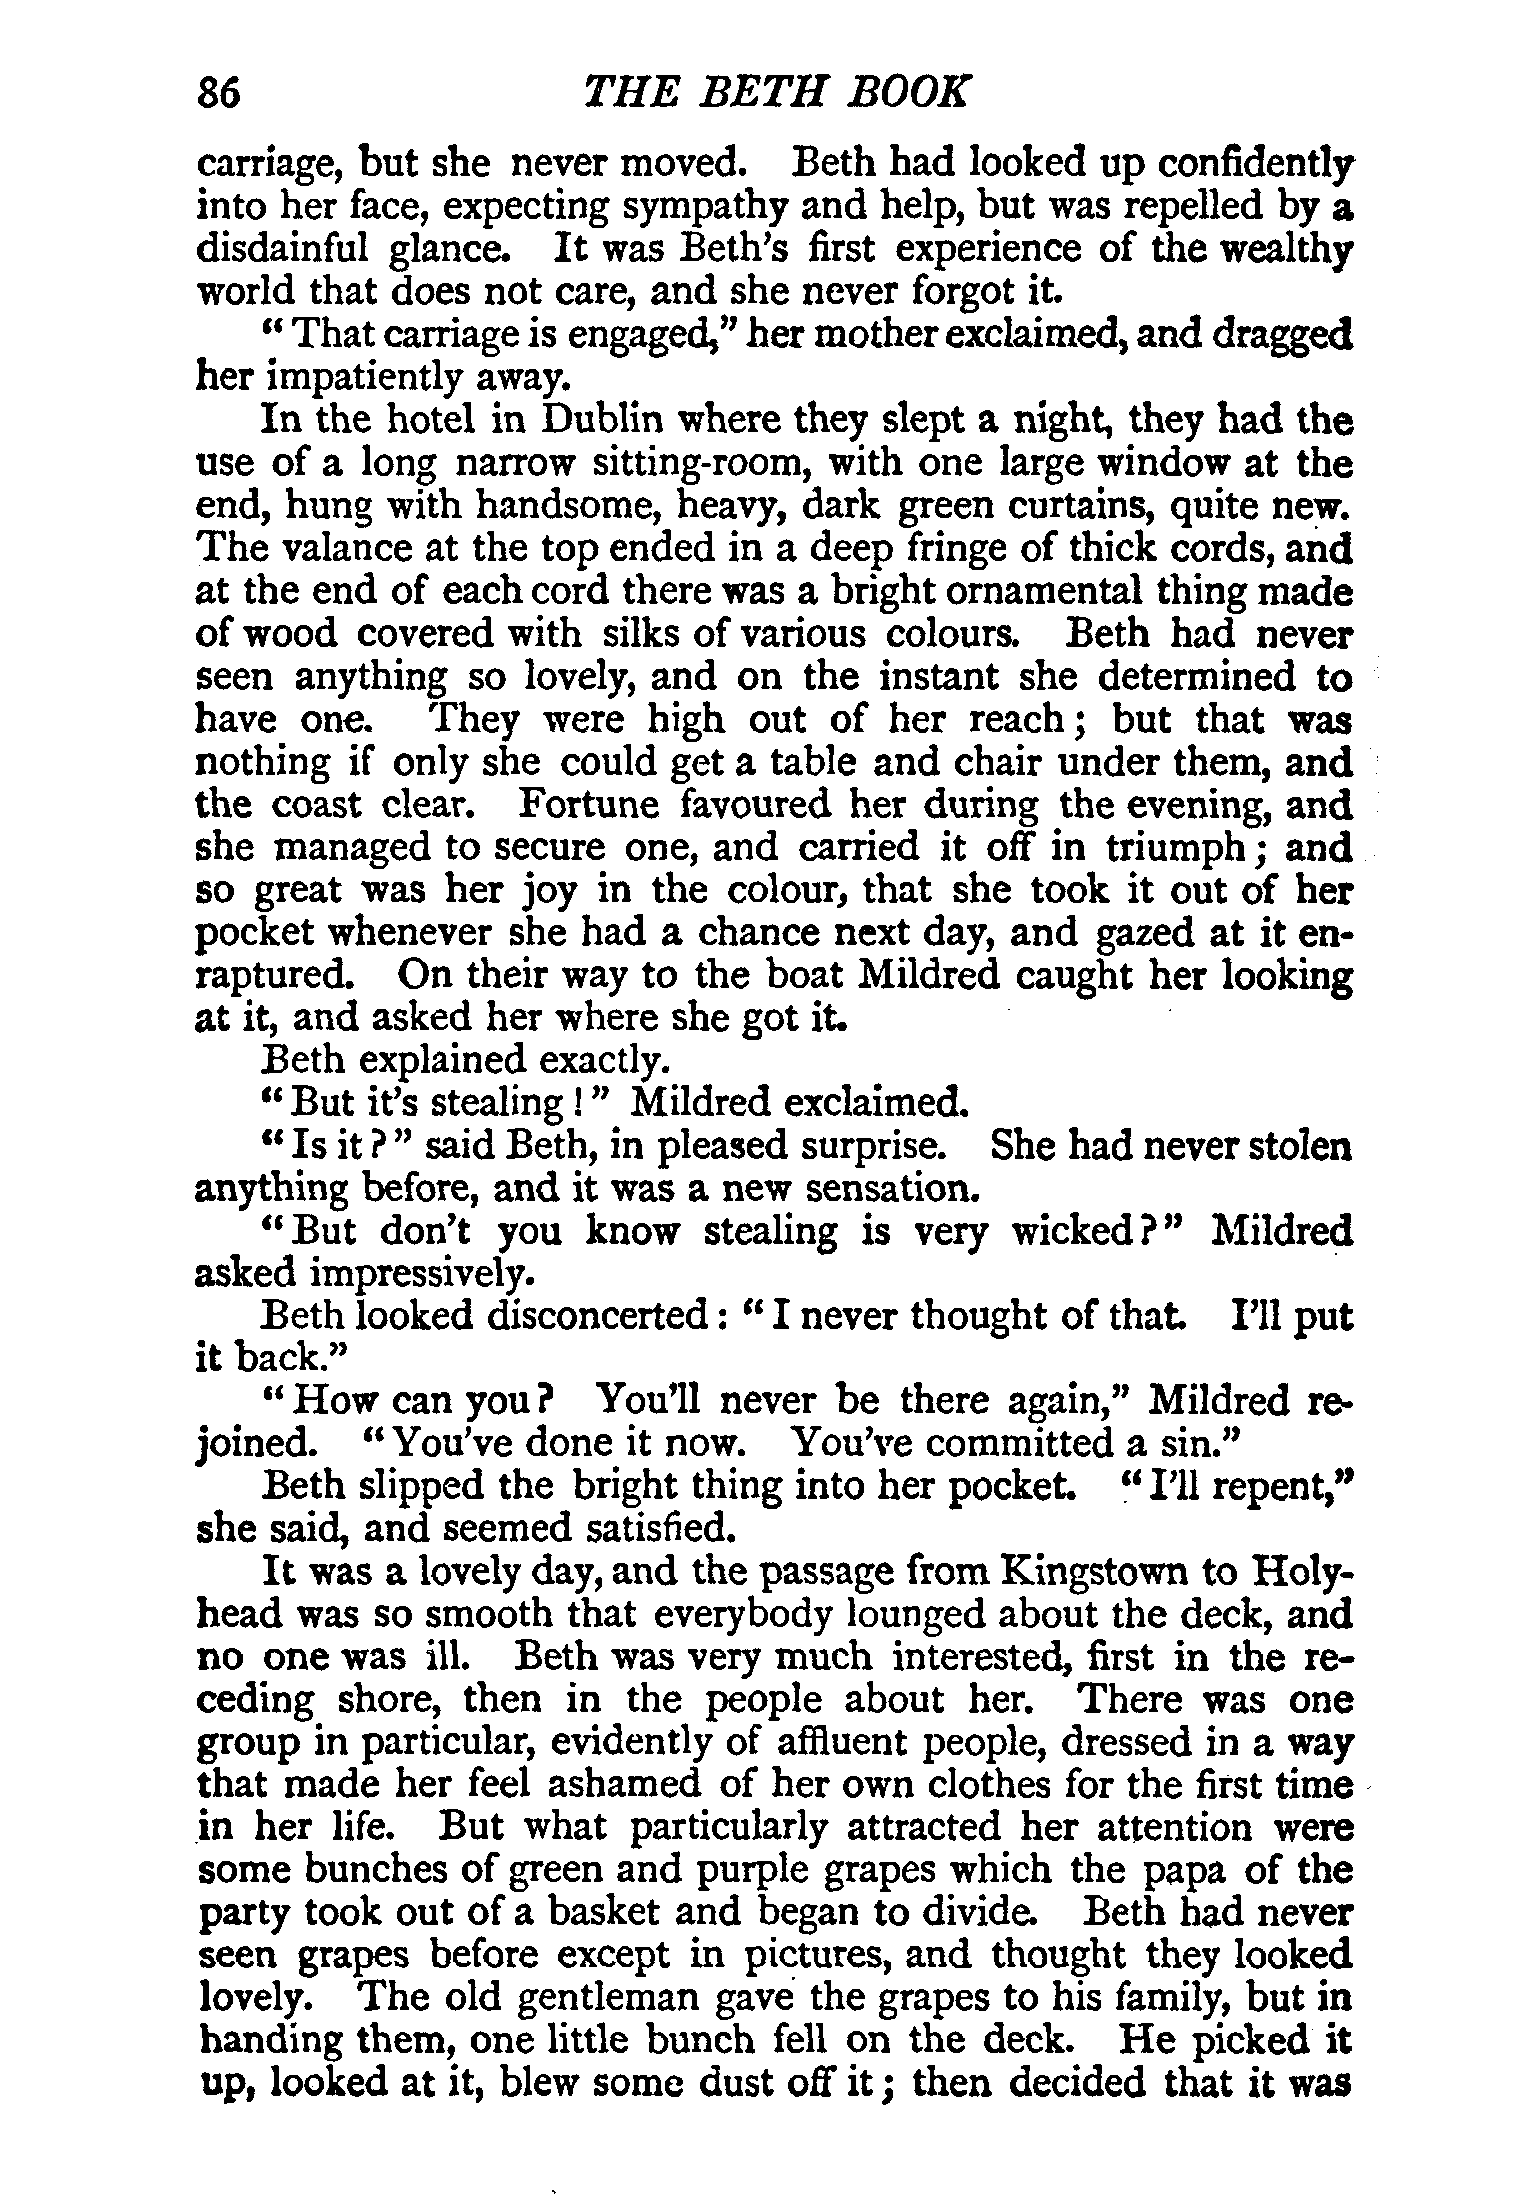 86 THE BETH BOOK
carriage, but she never moved. Beth had looked up confidently
into her face, expecting sympathy and help, but was repelled by a
disdainful glance. It was Beth's first experience of the wealthy
world that does not care, and she never forgot it.
"That carriage is engaged," her mother exclaimed, and dragged
her impatiently away.
In the hotel in Dublin where they slept a night, they had the
use of a long narrow sitting-room, with one large window at the
end, hung with handsome, heavy, dark green curtains, quite new.
The valance at the top ended in a deep fringe of thick cords, and
at the end of each cord there was a bright ornamental thing made
of wood covered with silks of various colours. Beth had never
seen anything so lovely, and on the instant she determined to
have one. They were high out of her reach; but that was
nothing if only she could get a table and chair under them, and
the coast clear. Fortune favoured her during the evening, and
she managed to secure one, and carried it off in triumph; and
so great was her joy in the colour, that she took it out of her
pocket whenever she had a chance next day, and gazed at it en-
raptured. On their way to the boat Mildred caught her looking
at it, and asked her where she got it.
Beth explained exactly.
"But it's stealing!" Mildred exclaimed.
"Is it?" said Beth, in pleased surprise. She had never stolen
anything before, and it was a new sensation.
"But don't you know stealing is very wicked?" Mildred
asked impressively.
Beth looked disconcerted: "I never thought of that. I'll put
it back."
"How can you? You'll never be there again," Mildred re-
joined. "You've done it now. You've committed a sin."
Beth slipped the bright thing into her pocket. "I'll repent,"
she said, and seemed satisfied.
It was a lovely day, and the passage from Kingstown to Holy-
head was so smooth that everybody lounged about the deck, and
no one was ill. Beth was very much interested, first in the re-
ceding shore, then in the people about her. There was one
group in particular, evidently of affluent people, dressed in a way
that made her feel ashamed of her own clothes for the first time
in her life. But what particularly attracted her attention were
some bunches of green and purple grapes which the papa of the
party took out of a basket and began to divide. Beth had never
seen grapes before except in pictures, and thought they looked
lovely. The old gentleman gave the grapes to his family, but in
handing them, one little bunch fell on the deck. He picked it
up, looked at it, blew some dust off it; then decided that it was